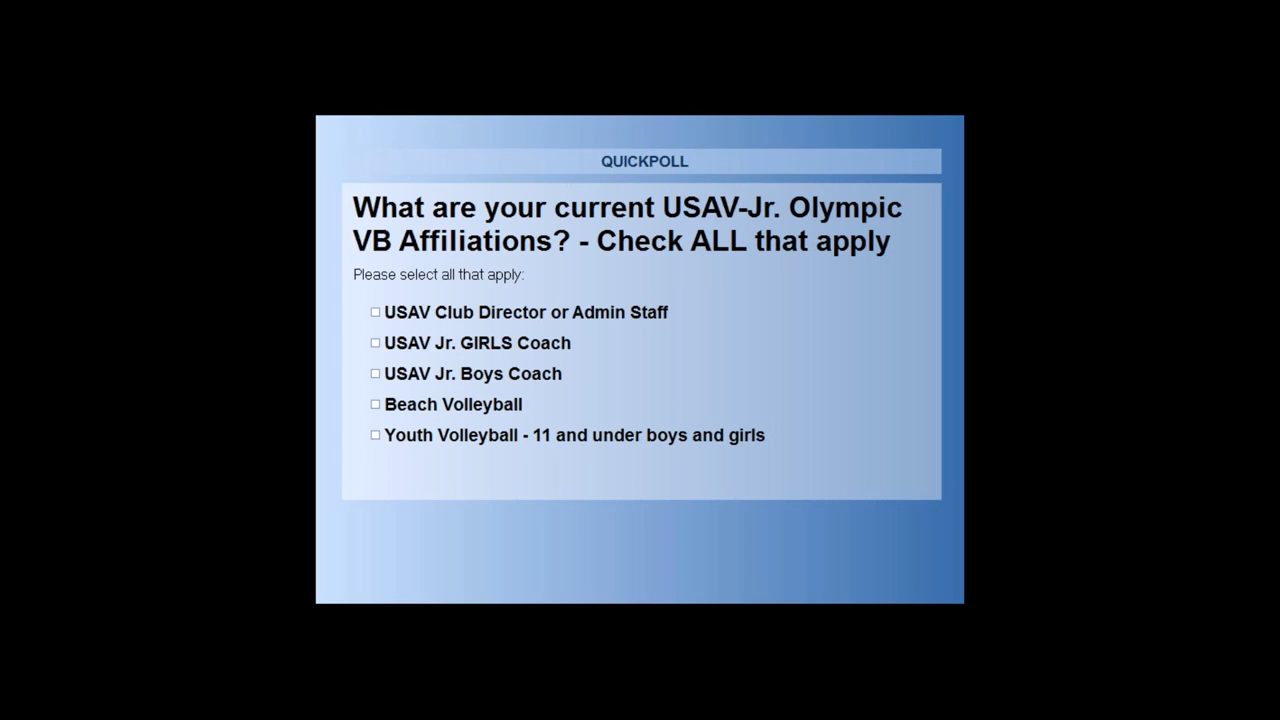 QUICKPOLL
What are your current USAV-Jr. Olympic
VB Affiliations? - Check ALL that apply
Please select all that apply:
USAV Club Director or Admin Staff
USAV Jr. GIRLS Coach
USAV Jr. Boys Coach
Beach Volleyball
Youth Volleyball - 11 and under boys and girls